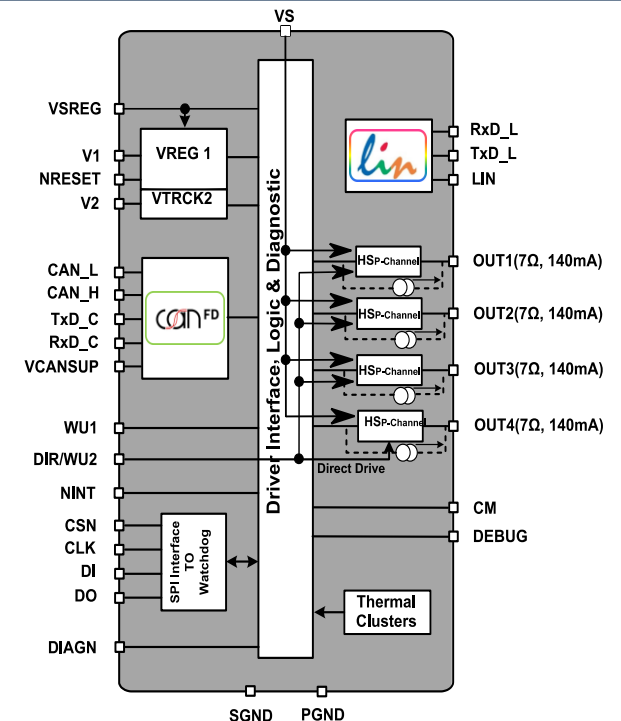 VS
VSREG
V1
NRESET
V2
VREG 1
VTRCK2
CAN_L
CAN_H
TxD_C
RxD_C
VCANSUP
CAN FD
WU1
DIR/WU2
NINT
CSN
CLK
DI
DO
SPI Interface
TO
Watchdog
DIAGN
Driver Interface, Logic & Diagnostic
lin
RxD_L
TxD_L
LIN
HSP-Channel
OUT1(7Ω, 140mA)
HSP-Channel
OUT2(7Ω, 140mA)
HSP-Channel
OUT3(7Ω, 140mA)
HSP-Channel
OUT4(7Ω, 140mA)
Direct Drive
CM
DEBUG
Thermal
Clusters
SGND
PGND